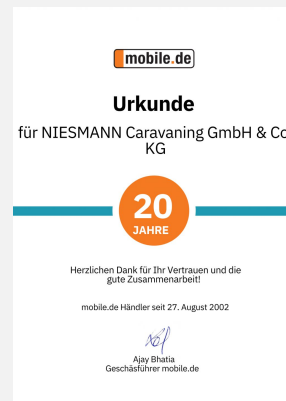 mobile.de
Urkunde
für NIESMANN Caravaning GmbH & Co
KG
20
JAHRE
Herzlichen Dank für Ihr Vertrauen und die
gute Zusammenarbeit!
mobile.de Händler seit 27. August 2002
Ajay Bhatia
Geschäsführer mobile.de